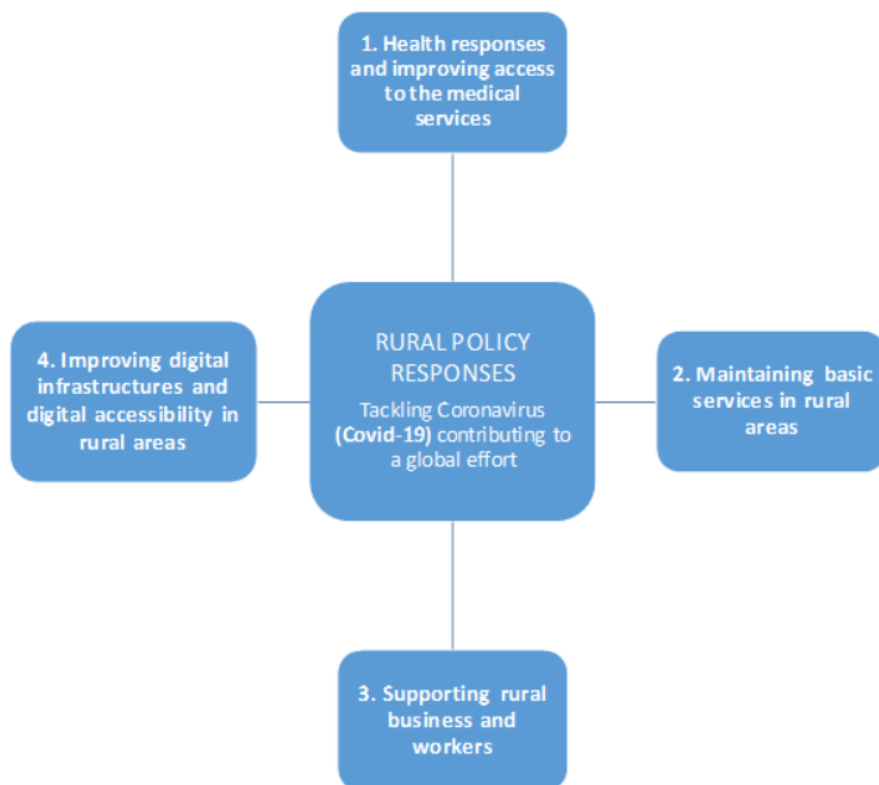 1. Health responses
and improving access
to the medical
services
RURAL POLICY
RESPONSES
Tackling Coronavirus
(Covid-19) contributing to
a global effort
4. Improving digital
infrastructures and
digital accessibility in
rural areas
2. Maintaining basic
services in rural
areas
3. Supporting rural
business and
workers